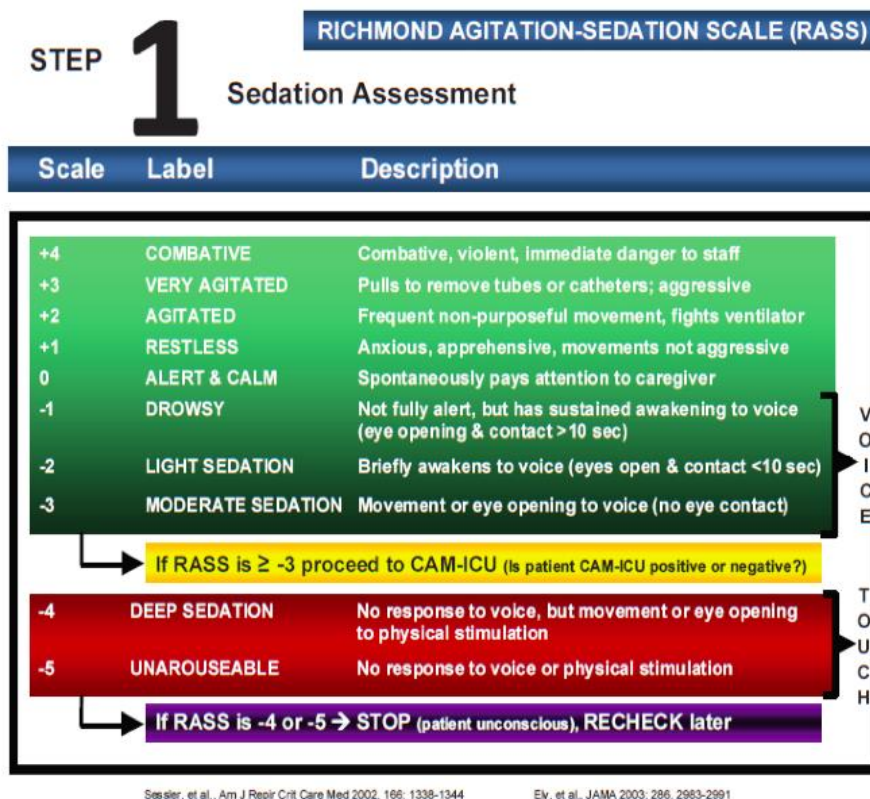 RICHMOND AGITATION-SEDATION SCALE (RASS)
STEP 1
Sedation Assessment
Scale Label Description
+4 COMBATIVE Combative, violent, immediate danger to staff
+3 VERY AGITATED Pulls to remove tubes or catheters; aggressive
+2 AGITATED Frequent non-purposeful movement, fights ventilator
+1 RESTLESS Anxious, apprehensive, movements not aggressive
0 ALERT & CALM Spontaneously pays attention to caregiver
-1 DROWSY Not fully alert, but has sustained awakening to voice
(eye opening & contact >10 sec)
-2 LIGHT SEDATION Briefly awakens to voice (eyes open & contact <10 sec)
-3 MODERATE SEDATION Movement or eye opening to voice (no eye contact)
VOICE
If RASS is ≥ -3 proceed to CAM-ICU (Is patient CAM-ICU positive or negative?)
-4 DEEP SEDATION No response to voice, but movement or eye opening
to physical stimulation
-5 UNAROUSEABLE No response to voice or physical stimulation
TOUCH
If RASS is -4 or -5 → STOP (patient unconscious), RECHECK later
Sessler, et al., Am J Repir Crit Care Med 2002, 166: 1338-1344 Ely, et al., JAMA 2003; 286, 2983-2991